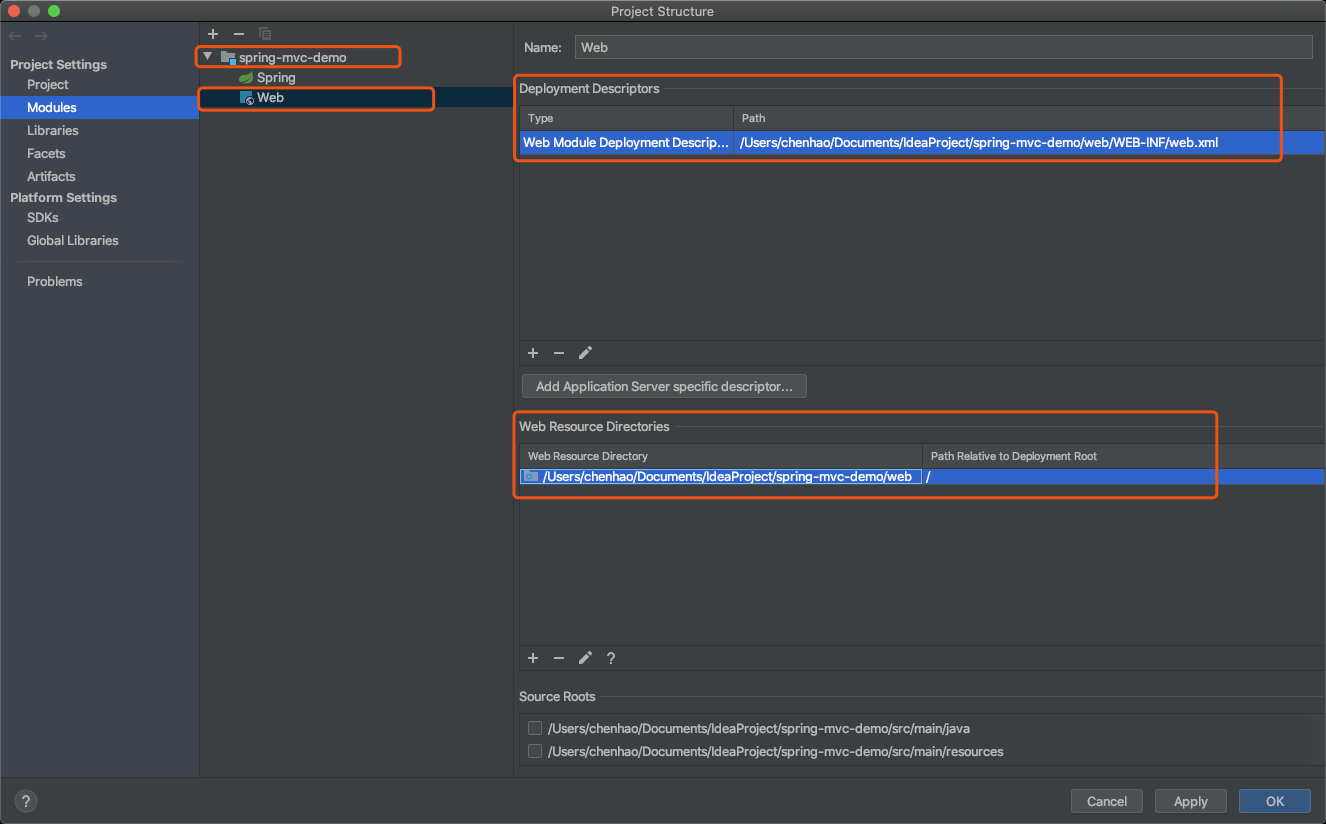 Project Structure
Project Settings
Project
Modules
Libraries
Facets
Artifacts
Platform Settings
SDKs
Global Libraries
Problems
spring-mvc-demo
Spring
Web
Name: Web
Deployment Descriptors
Type Path
Web Module Deployment Descrip... /Users/chenhao/Documents/IdeaProject/spring-mvc-demo/web/WEB-INF/web.xml
Add Application Server specific descriptor...
Web Resource Directories
Web Resource Directory Path Relative to Deployment Root
/Users/chenhao/Documents/IdeaProject/spring-mvc-demo/web /
?
Source Roots
/Users/chenhao/Documents/IdeaProject/spring-mvc-demo/src/main/java
/Users/chenhao/Documents/IdeaProject/spring-mvc-demo/src/main/resources
? Cancel Apply OK